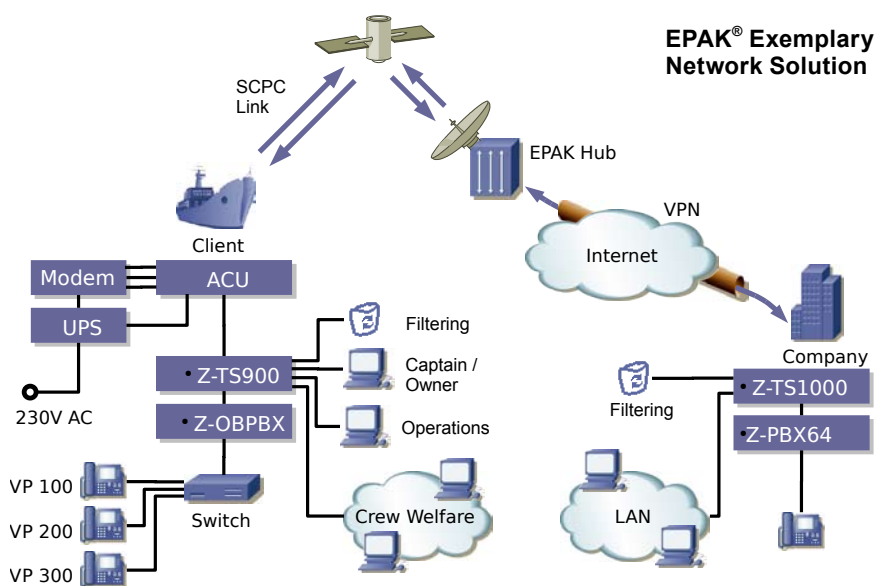 EPAK® Exemplary
Network Solution
SCPC
Link
EPAK Hub
VPN
Internet
Client
Modem
ACU
UPS
230V AC
• Z-TS900
• Z-OBPBX
Switch
VP 100
VP 200
VP 300
Filtering
Captain /
Owner
Operations
Crew Welfare
Company
• Z-TS1000
•Z-PBX64
Filtering
LAN